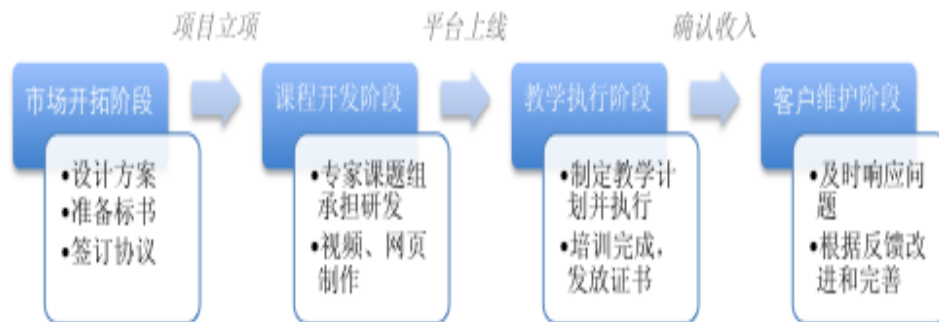 项目立项
平台上线
确认收入
市场开拓阶段
课程开发阶段
教学执行阶段
客户维护阶段
•设计方案
•准备标书
•签订协议
•专家课题组
承担研发
•视频、网页
制作
•制定教学计
划并执行
•培训完成，
发放证书
•及时响应问
题
•根据反馈改
进和完善